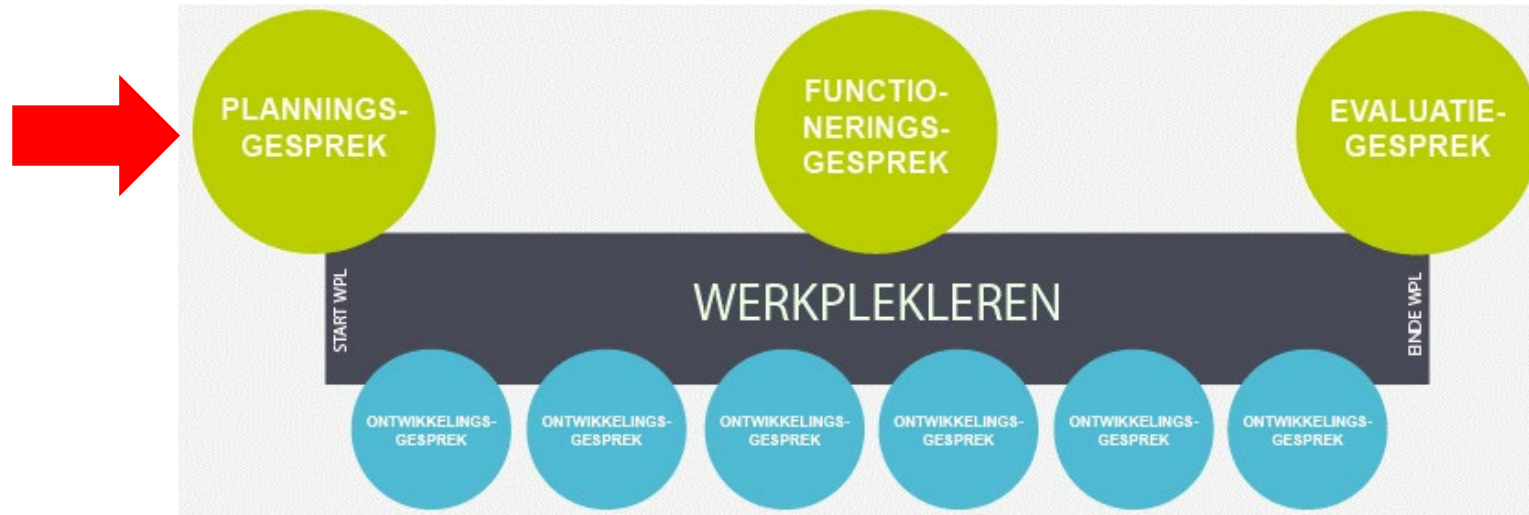 PLANNINGS-
GESPREK
FUNCTIO-
NERINGS-
GESPREK
EVALUATIE-
GESPREK
START WPL
WERKPLEKLEREN
EINDE WPL
ONTWIKKELINGS-
GESPREK
ONTWIKKELINGS-
GESPREK
ONTWIKKELINGS-
GESPREK
ONTWIKKELINGS-
GESPREK
ONTWIKKELINGS-
GESPREK
ONTWIKKELINGS-
GESPREK